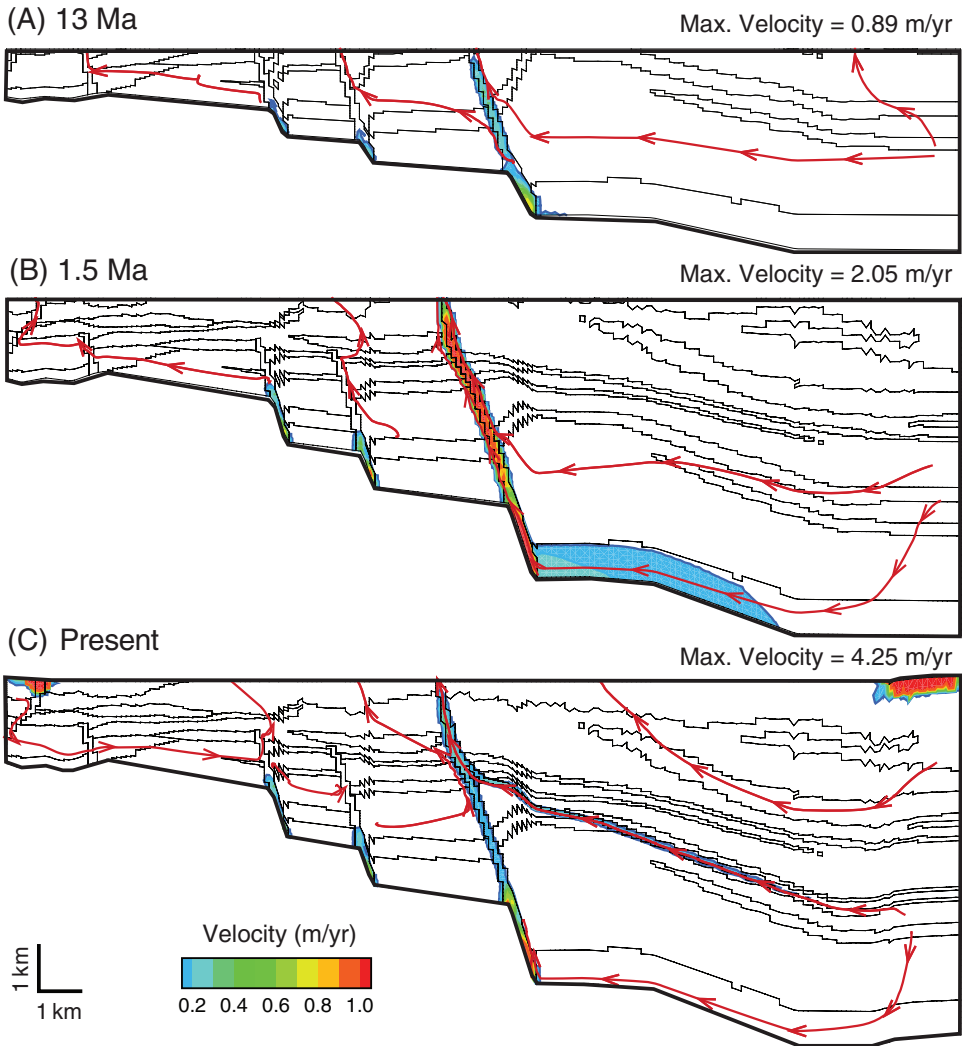 (A) 13 Ma
Max. Velocity = 0.89 m/yr
(B) 1.5 Ma
Max. Velocity = 2.05 m/yr
(C) Present
Max. Velocity = 4.25 m/yr
1 km
1 km
Velocity (m/yr)
0.2 0.4 0.6 0.8 1.0